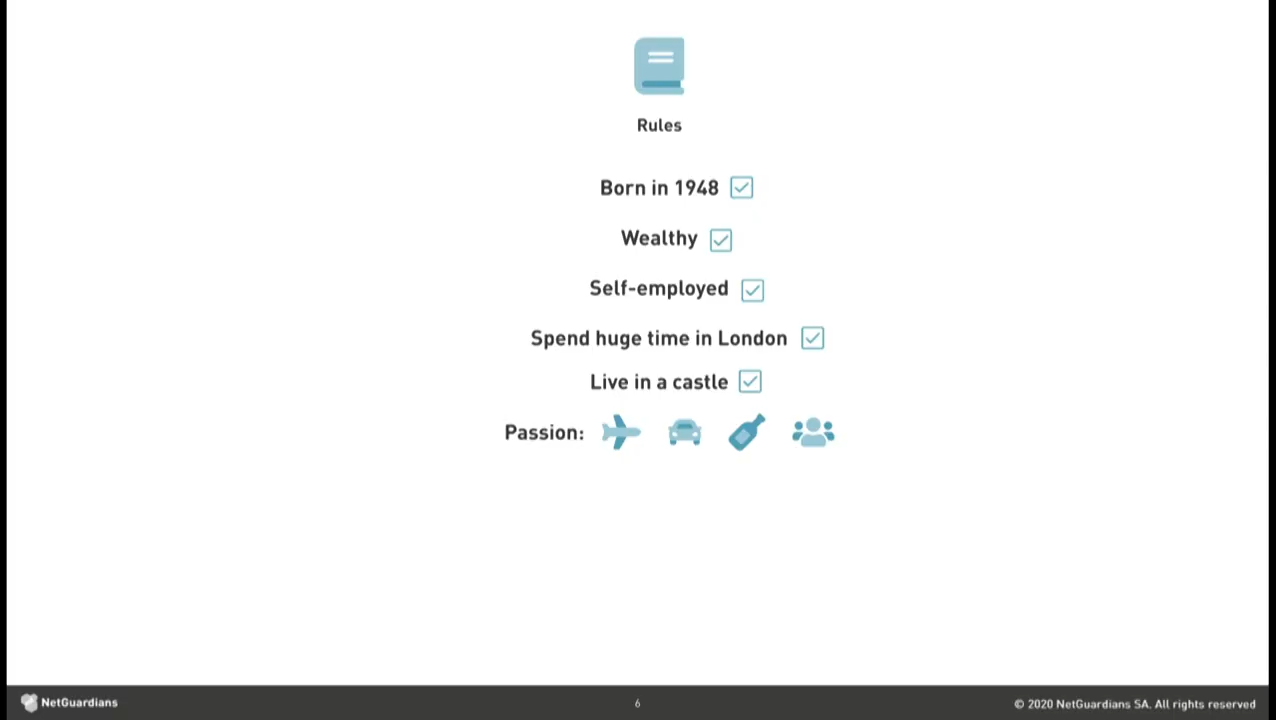 Rules
Born in 1948
Wealthy
Self-employed
Spend huge time in London
Live in a castle
Passion:
NetGuardians
6
© 2020 NetGuardians SA. All rights reserved